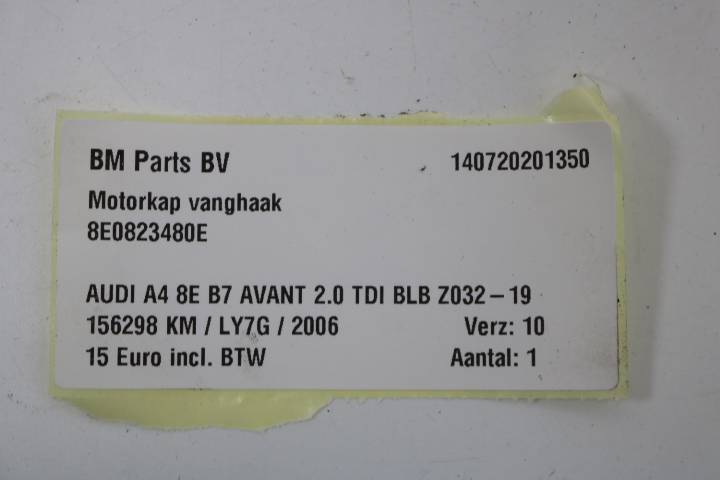 BM Parts BV 140720201350
Motorkap vanghaak
8E0823480E
AUDI A4 8E B7 AVANT 2.0 TDI BLB Z032-19
156298 KM / LY7G / 2006 Verz: 10
15 Euro incl. BTW Aantal: 1